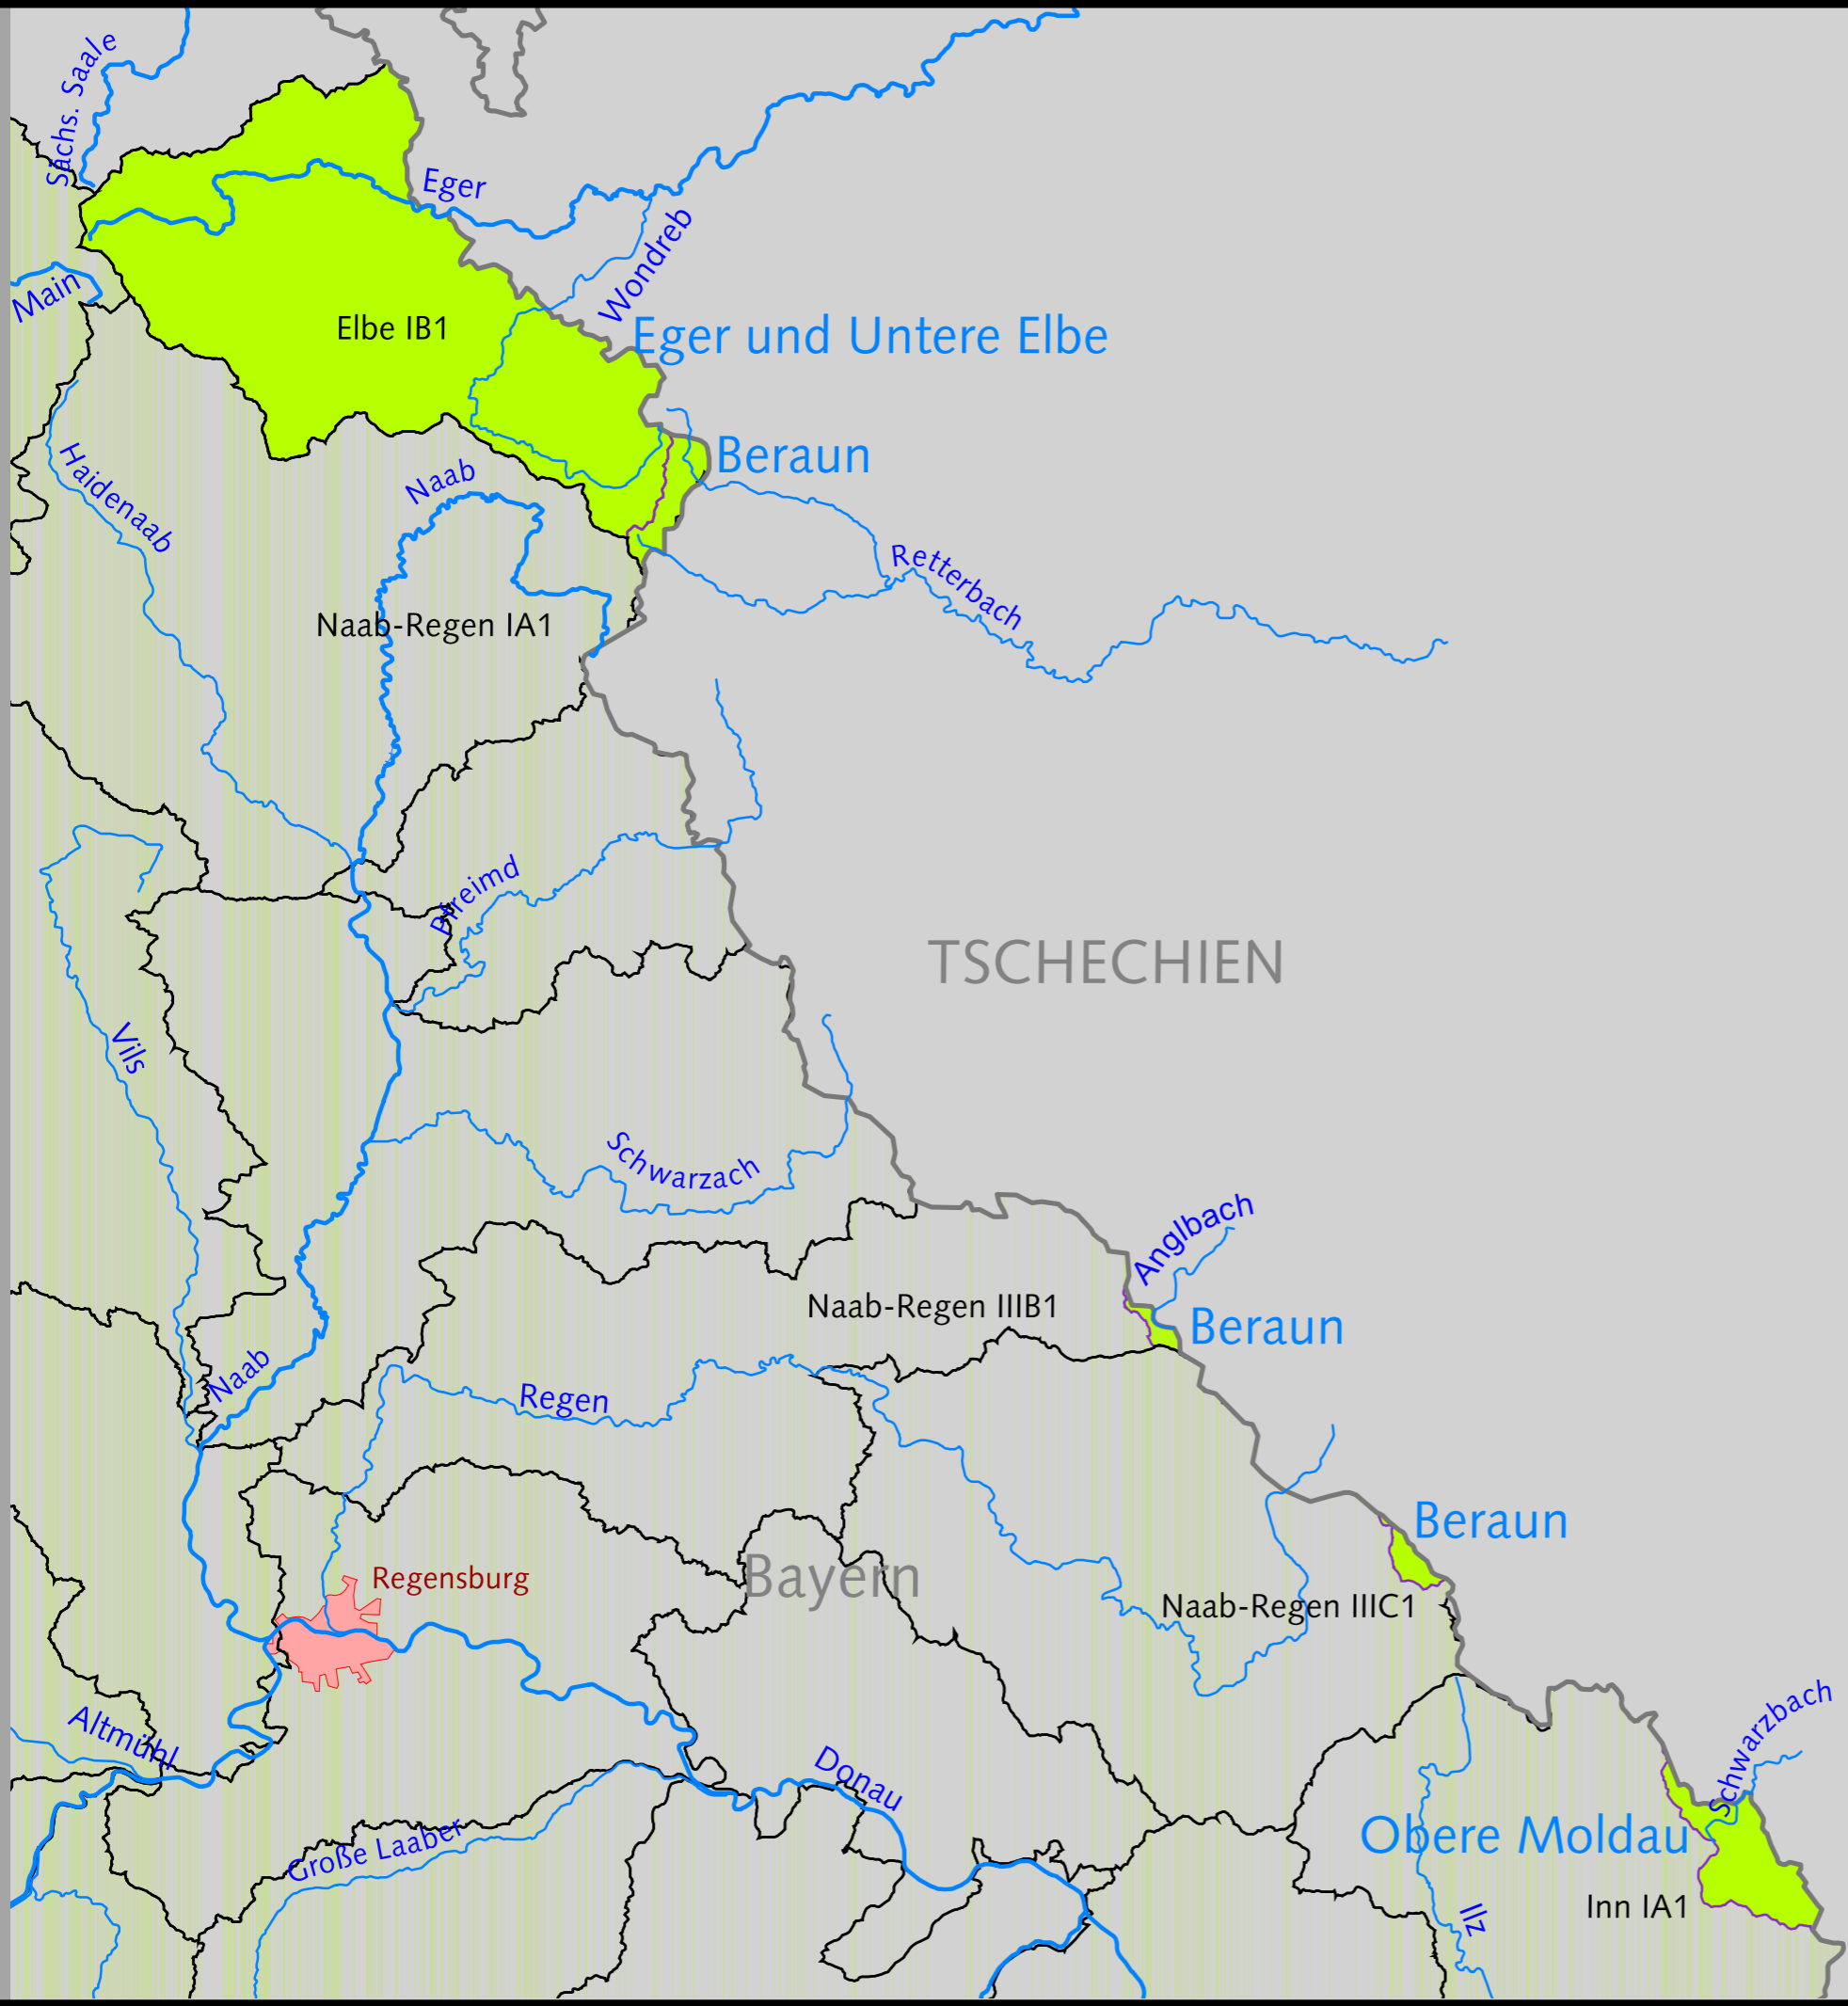 Sächs. Saale
Eger
Wondreb
Main
Elbe IB1
Eger und Untere Elbe
Beraun
Haidenaab
Naab
Retterbach
Naab-Regen IA1
Pfreimd
TSCHECHIEN
Vils
Schwarzach
Anglbach
Naab-Regen IIIB1
Beraun
Naab
Regen
Beraun
Regensburg
Bayern
Naab-Regen IIIC1
Altmühl
Schwarzbach
Donau
Große Laaber
Obere Moldau
Inn IA1
Ilz